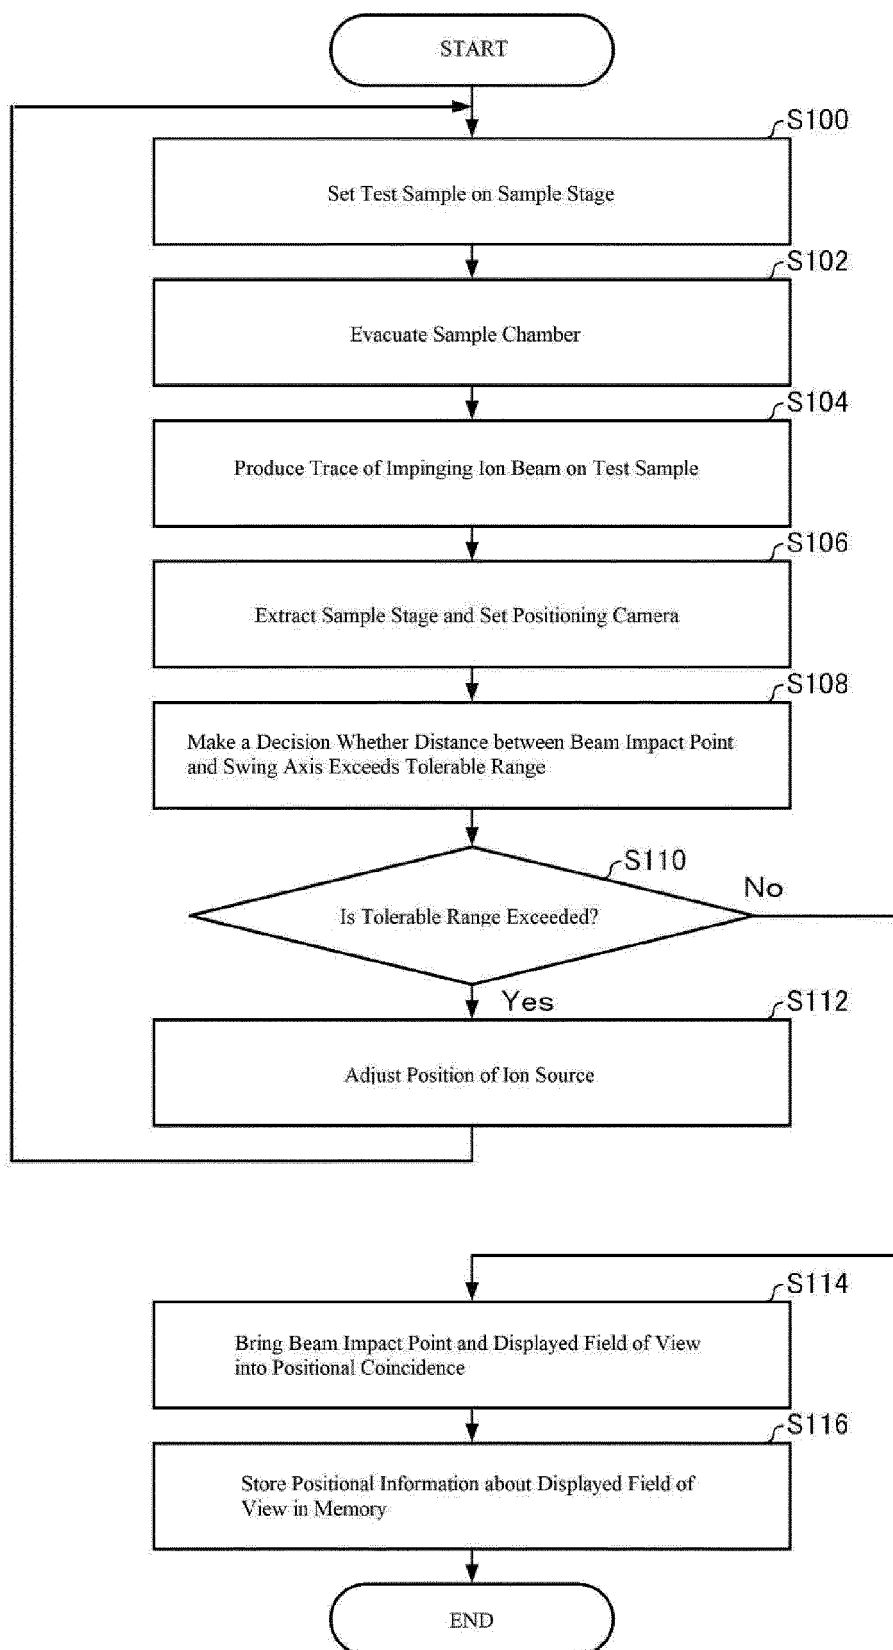 START
S100
Set Test Sample on Sample Stage
S102
Evacuate Sample Chamber
S104
Produce Trace of Impinging Ion Beam on Test Sample
S106
Extract Sample Stage and Set Positioning Camera
S108
Make a Decision Whether Distance between Beam Impact Point
and Swing Axis Exceeds Tolerable Range
S110
No
Is Tolerable Range Exceeded?
Yes
S112
Adjust Position of Ion Source
S114
Bring Beam Impact Point and Displayed Field of View
into Positional Coincidence
S116
Store Positional Information about Displayed Field of
View in Memory
END